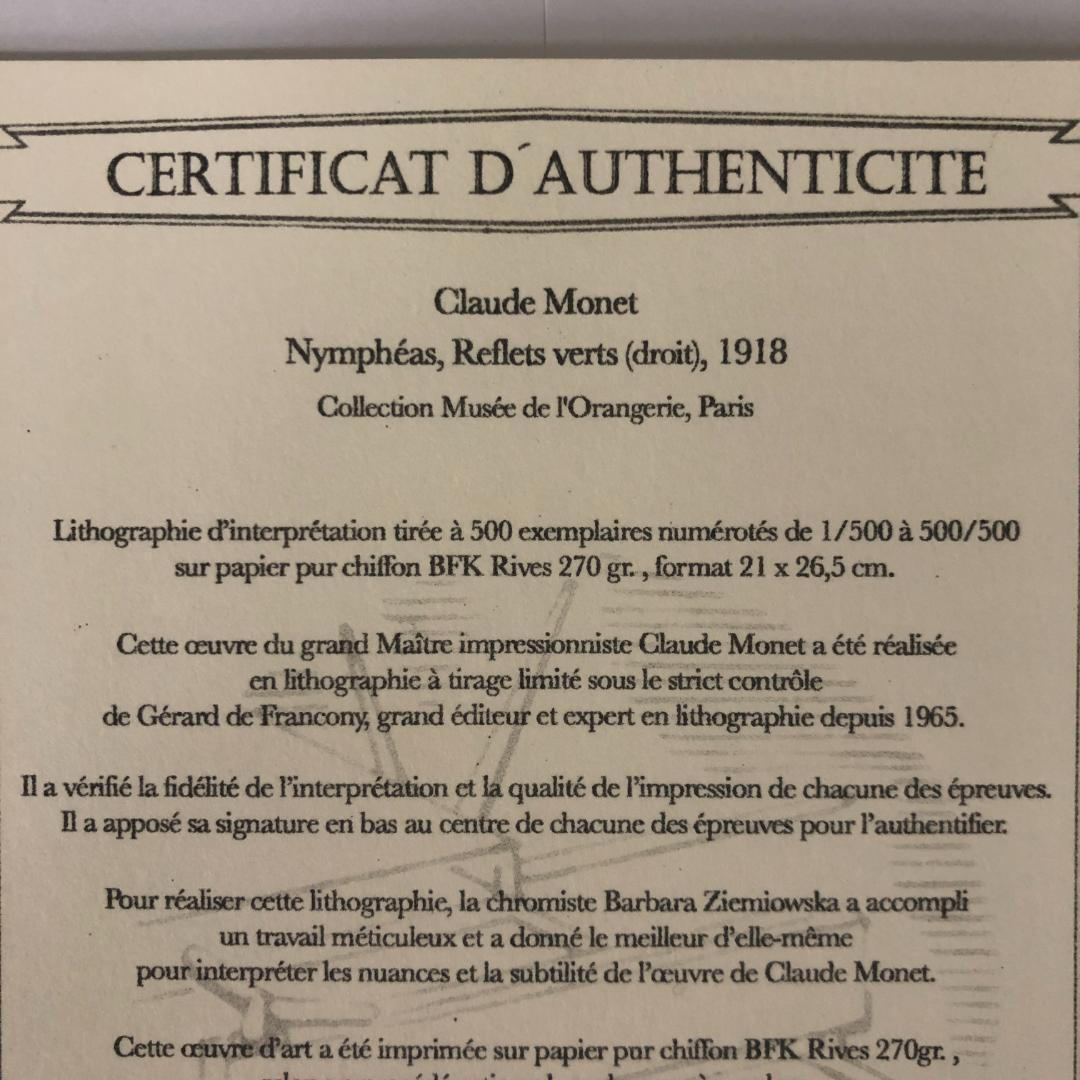 CERTIFICAT D´AUTHENTICITE
Claude Monet
Nymphéas, Reflets verts (droit), 1918
Collection Musée de l'Orangerie, Paris
Lithographie d’interprétation tirée à 500 exemplaires numérotés de 1/500 à 500/500
sur papier pur chiffon BFK Rives 270 gr. , format 21 x 26,5 cm.
Cette œuvre du grand Maître impressionniste Claude Monet a été réalisée
en lithographie à tirage limité sous le strict contrôle
de Gérard de Francony, grand éditeur et expert en lithographie depuis 1965.
Il a vérifié la fidélité de l’interprétation et la qualité de l’impression de chacune des épreuves.
Il a apposé sa signature en bas au centre de chacune des épreuves pour l’authentifier.
Pour réaliser cette lithographie, la chromiste Barbara Ziemiowska a accompli
un travail méticuleux et a donné le meilleur d’elle-même
pour interpréter les nuances et la subtilité de l’œuvre de Claude Monet.
Cette œuvre d’art a été imprimée sur papier pur chiffon BFK Rives 270gr. ,